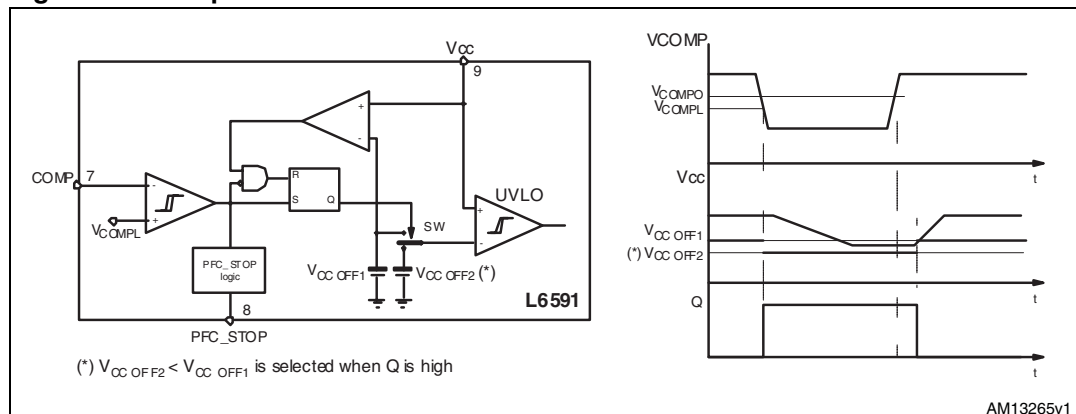 Vcc
9
COMP 7
+
-
-
+
VCOMPL
R
S Q
UVLO
+
-
SW
PFC_STOP
logic
VCC OFF1
VCC OFF2 (*)
8
L6591
PFC_STOP
(*) VCC OFF2 < VCC OFF1 is selected when Q is high
VCOMP
VCOMPO
VCOMPL
t
Vcc
VCC OFF1
(*) VCC OFF2
t
Q
t
AM13265v1